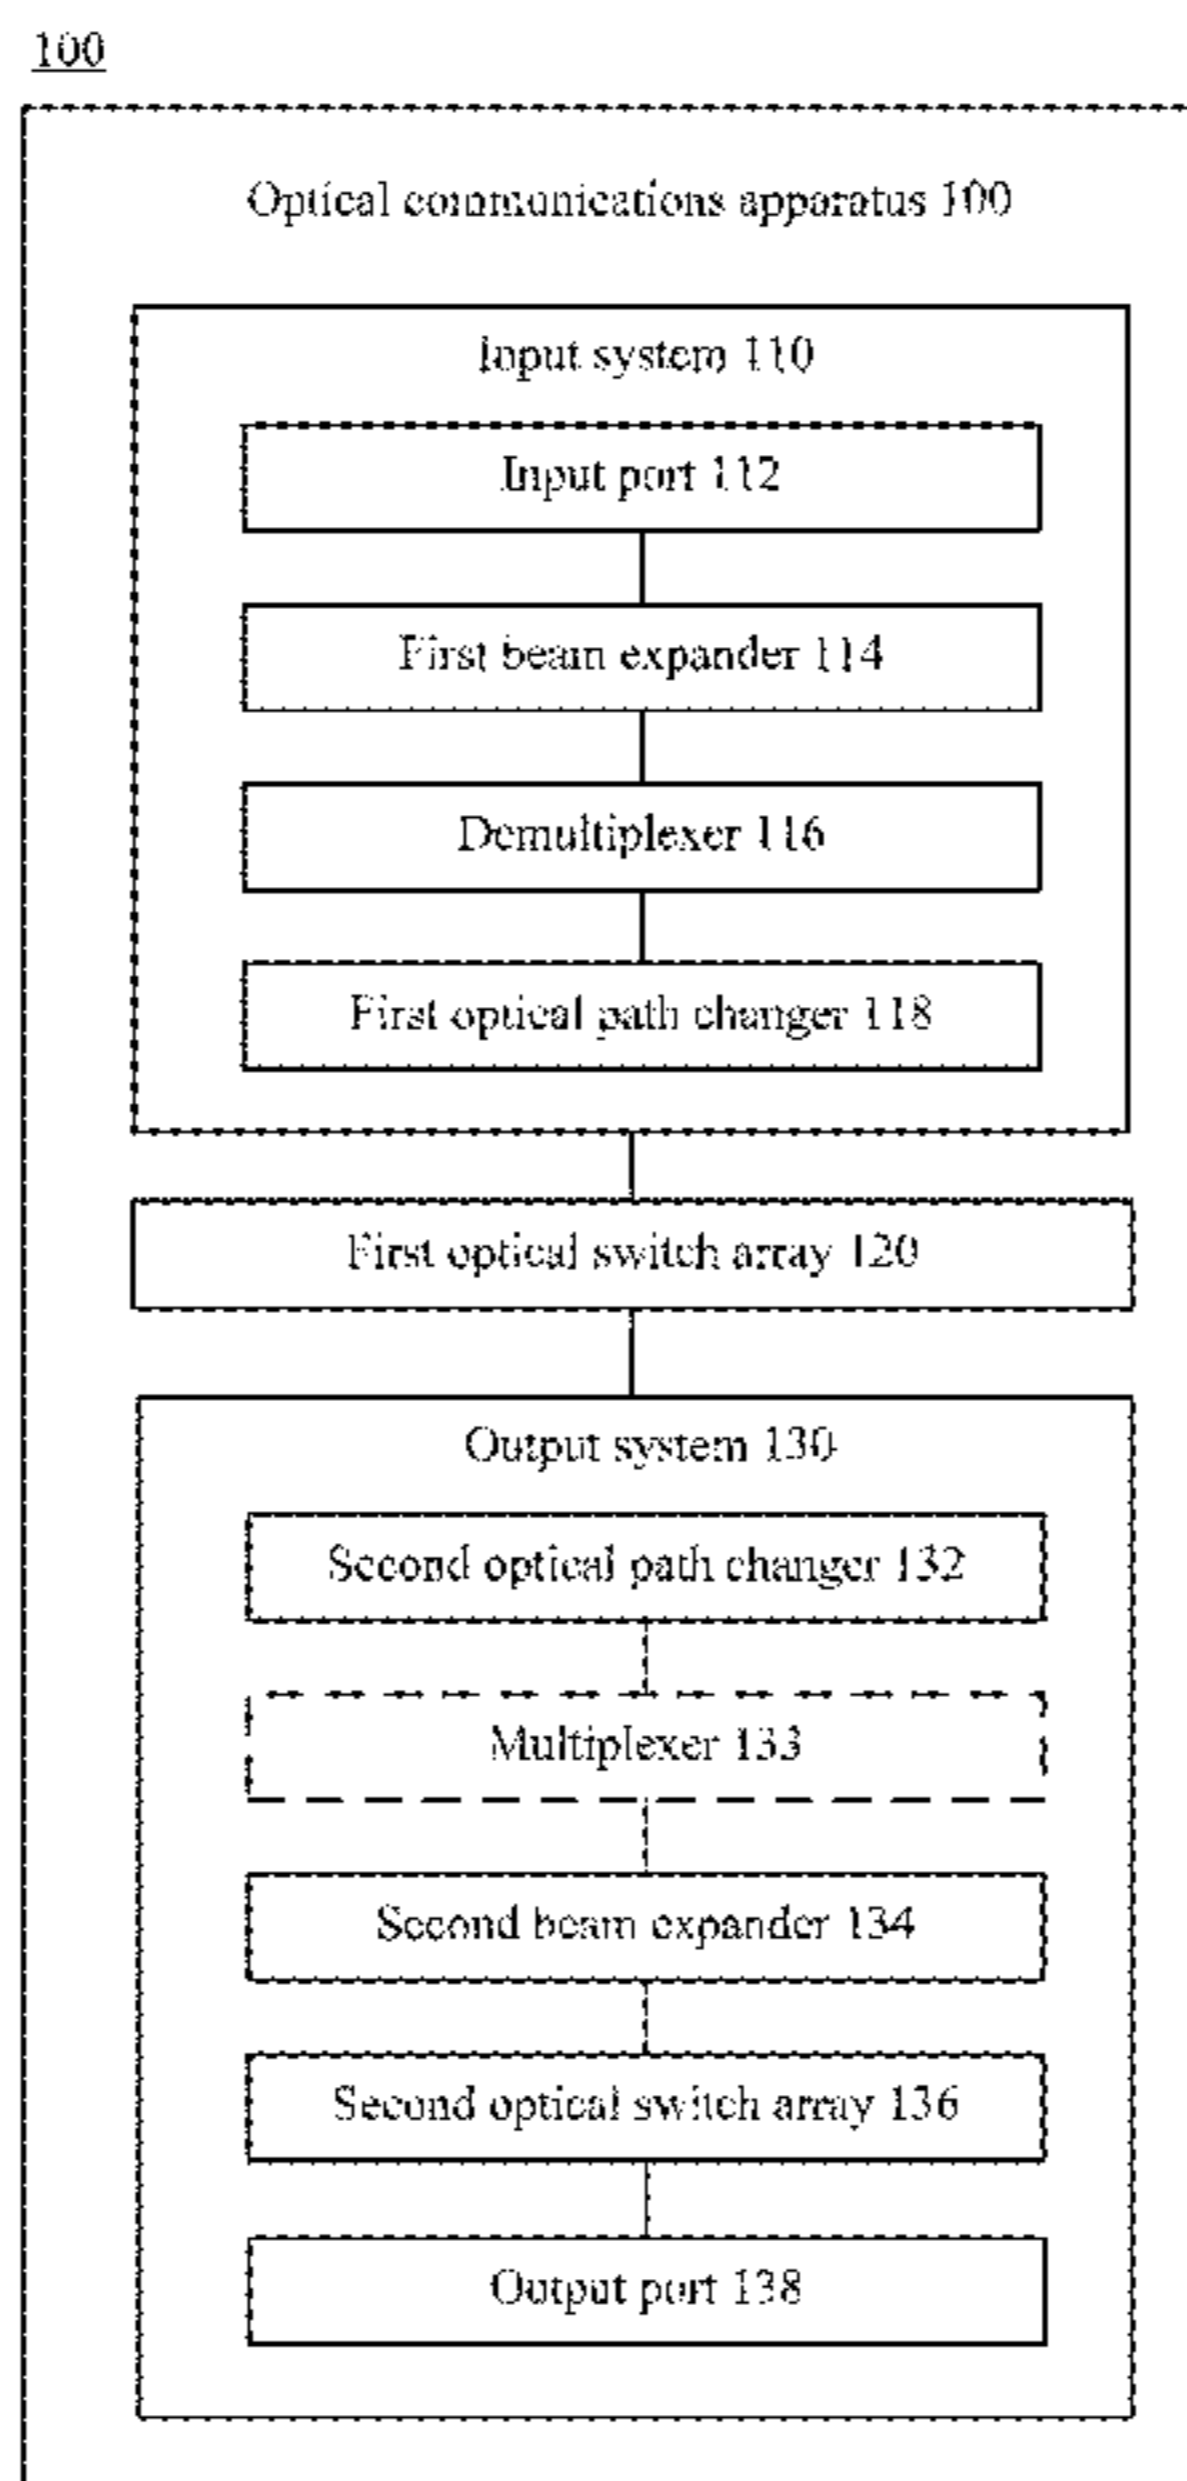 100
Optical communications apparatus 100
Input system 110
Input port 112
First beam expander 114
Demultiplexer 116
First optical path changer 118
First optical switch array 120
Output system 130
Second optical path changer 132
Multiplexer 133
Second beam expander 134
Second optical switch array 136
Output port 138